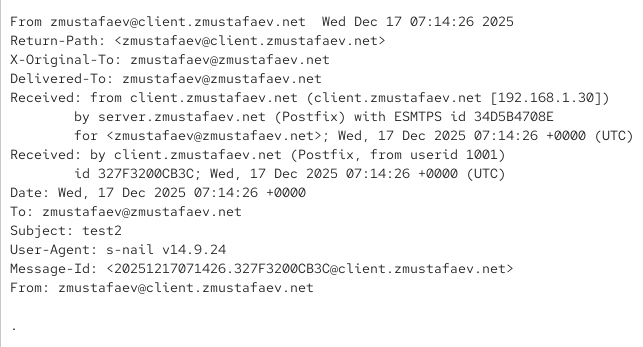 From zmustafaev@client.zmustafaev.net  Wed Dec 17 07:14:26 2025
Return-Path: <zmustafaev@client.zmustafaev.net>
X-Original-To: zmustafaev@zmustafaev.net
Delivered-To: zmustafaev@zmustafaev.net
Received: from client.zmustafaev.net (client.zmustafaev.net [192.168.1.30])
        by server.zmustafaev.net (Postfix) with ESMTPS id 34D5B4708E
        for <zmustafaev@zmustafaev.net>; Wed, 17 Dec 2025 07:14:26 +0000 (UTC)
Received: by client.zmustafaev.net (Postfix, from userid 1001)
        id 327F3200CB3C; Wed, 17 Dec 2025 07:14:26 +0000 (UTC)
Date: Wed, 17 Dec 2025 07:14:26 +0000
To: zmustafaev@zmustafaev.net
Subject: test2
User-Agent: s-nail v14.9.24
Message-Id: <20251217071426.327F3200CB3C@client.zmustafaev.net>
From: zmustafaev@client.zmustafaev.net

.